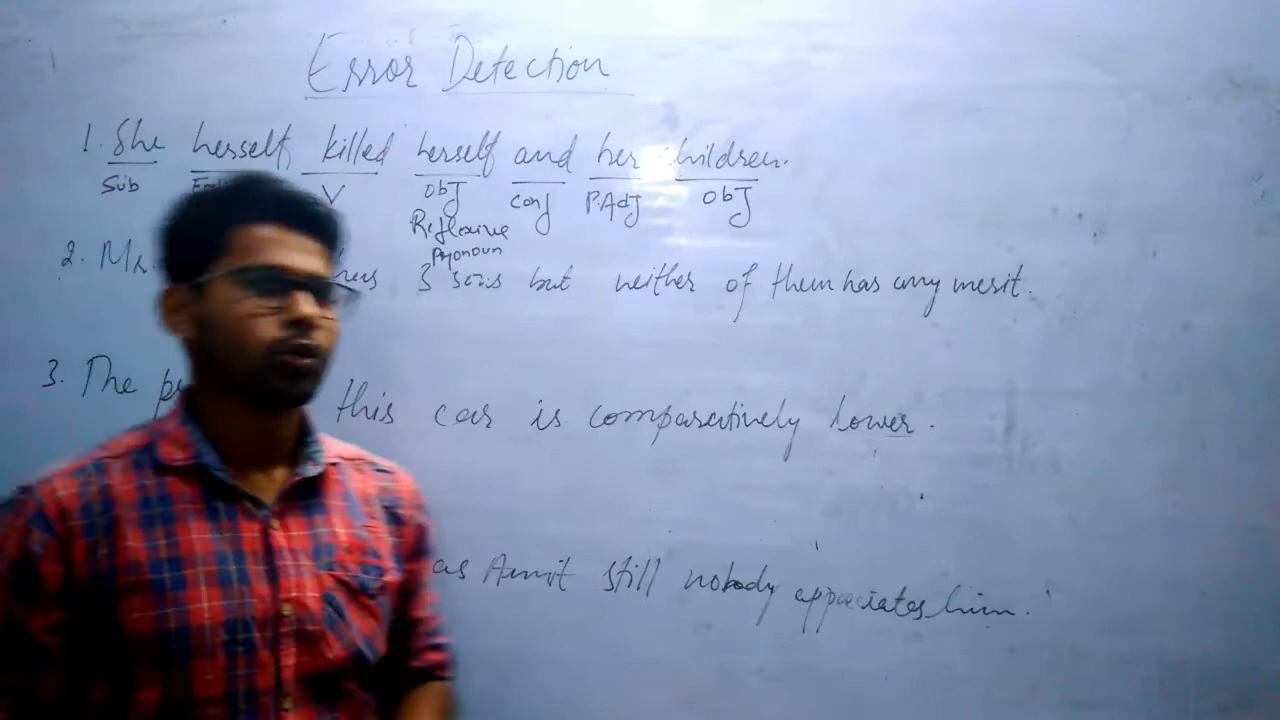 Error Detection
1. She herself killed herself and her children.
Sub V ObJ ConJ P.AdJ ObJ
Riflexive
Pronoun
2. Mr. has 3 sons but neither of them has any merit.
3. The this car is comparatively lower.
as Amit still nobody appreciates him.